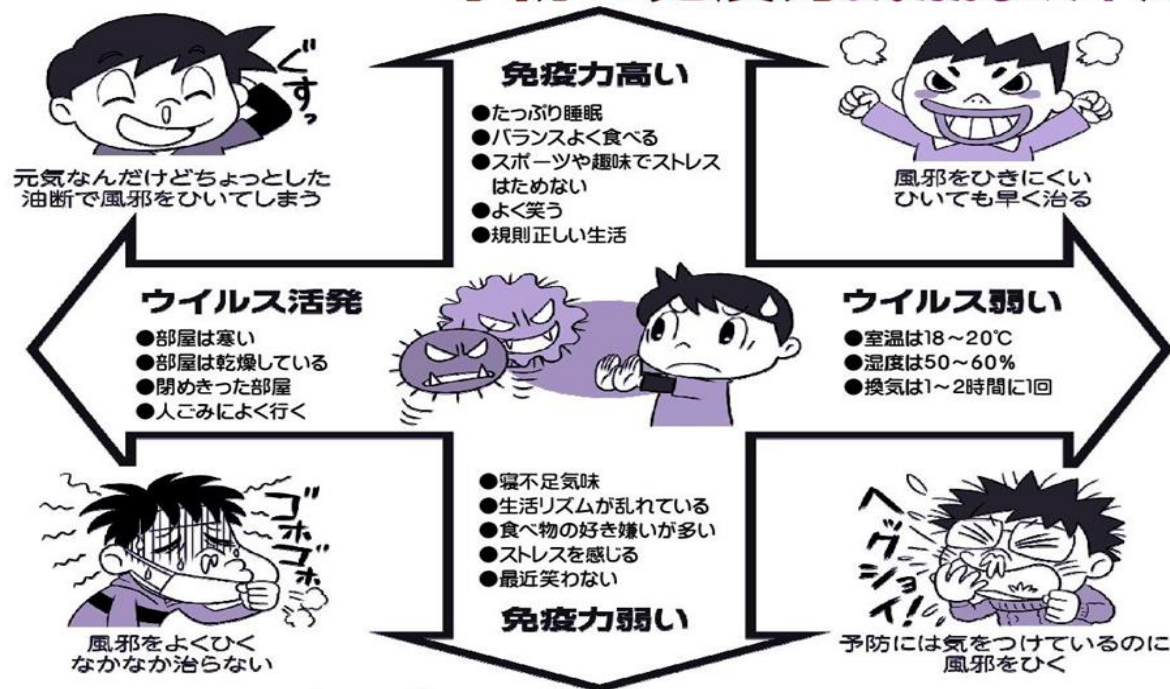 ぐすっ
元気なんだけどちょっとした
油断で風邪をひいてしまう
免疫力高い
●たっぷり睡眠
●バランスよく食べる
●スポーツや趣味でストレス
はためない
●よく笑う
●規則正しい生活
風邪をひきにくい
ひいても早く治る
ウイルス活発
●部屋は寒い
●部屋は乾燥している
●閉めきった部屋
●人ごみによく行く
ウイルス弱い
●室温は18～20℃
●湿度は50～60%
●換気は1～2時間に1回
ゴホゴホ
風邪をよくひく
なかなか治らない
●寝不足気味
●生活リズムが乱れている
●食べ物の好き嫌いが多い
●ストレスを感じる
●最近笑わない
免疫力弱い
ヘグショイ!
予防には気をつけているのに
風邪をひく